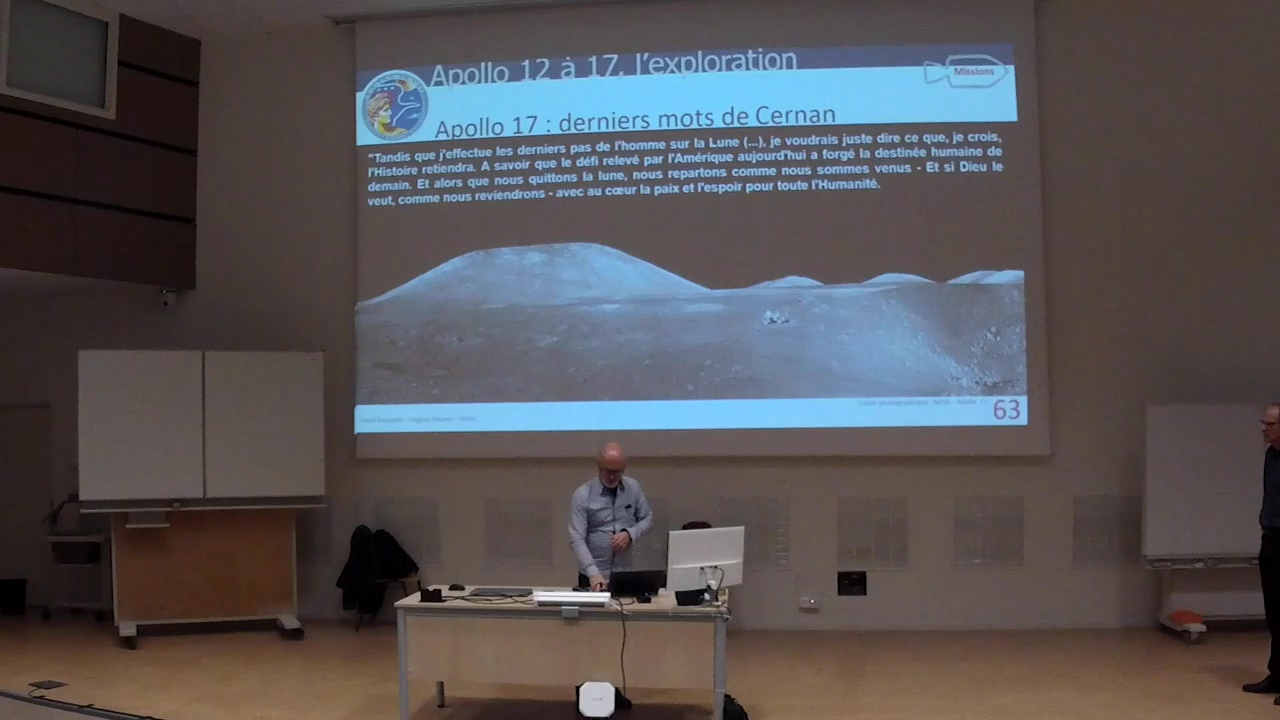 Apollo 12 à 17, l'exploration
Missions
Apollo 17 : derniers mots de Cernan
"Tandis que j'effectue les derniers pas de l'homme sur la Lune (...), je voudrais juste dire ce que, je crois,
l'Histoire retiendra. A savoir que le défi relevé par l'Amérique aujourd'hui a forgé la destinée humaine de
demain. Et alors que nous quittons la lune, nous repartons comme nous sommes venus - Et si Dieu le
veut, comme nous reviendrons - avec au cœur la paix et l'espoir pour toute l'Humanité.
63